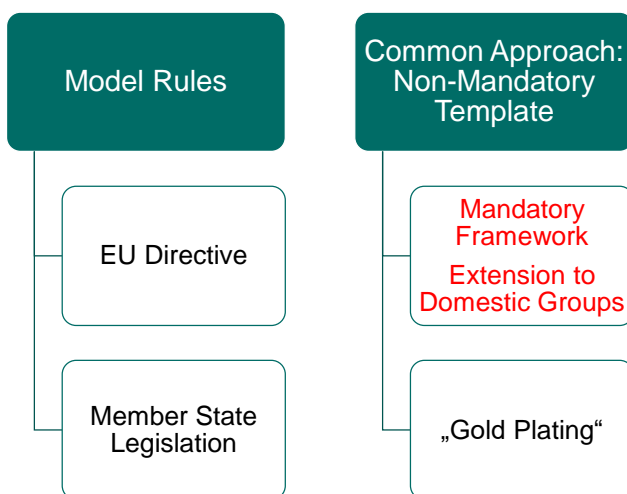 Model Rules
EU Directive
Member State
Legislation
Common Approach:
Non-Mandatory
Template
Mandatory
Framework
Extension to
Domestic Groups
„Gold Plating“